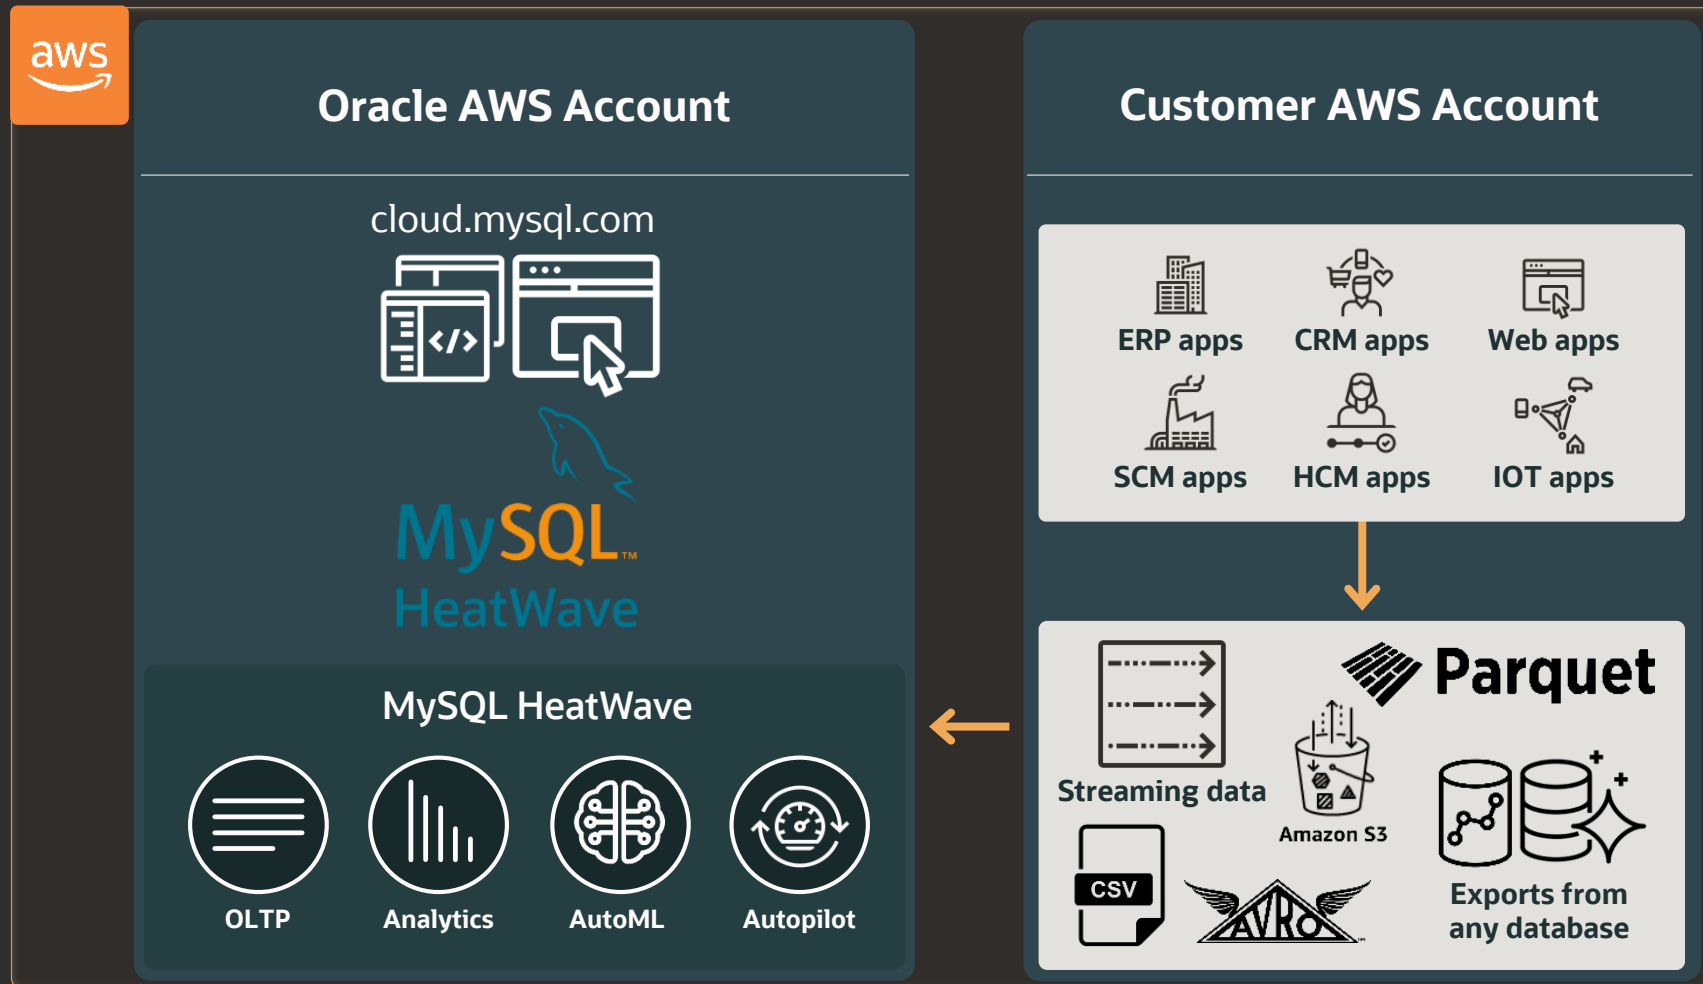 aws
Oracle AWS Account
cloud.mysql.com
</>
MySQL™
HeatWave
MySQL HeatWave
OLTP
Analytics
AutoML
Autopilot
Customer AWS Account
ERP apps
CRM apps
Web apps
SCM apps
HCM apps
IOT apps
Streaming data
Parquet
Amazon S3
CSV
AVRO
Exports from
any database